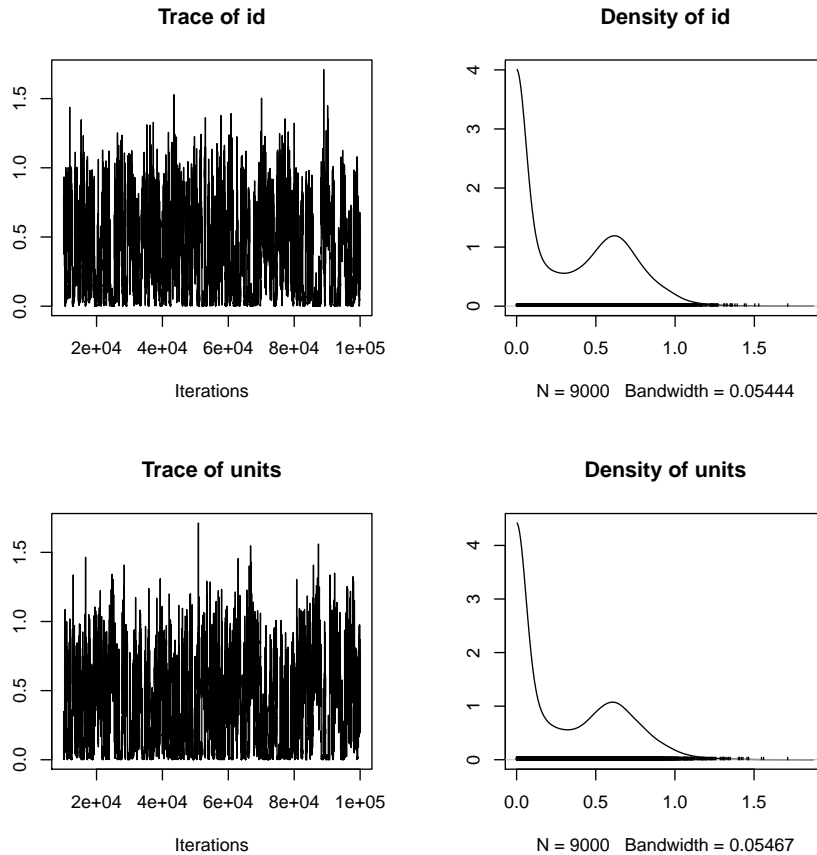 Trace of id
0.0 0.5 1.0 1.5
2e+04 4e+04 6e+04 8e+04 1e+05
Iterations
Density of id
0 1 2 3 4
0.0 0.5 1.0 1.5
N = 9000 Bandwidth = 0.05444
Trace of units
0.0 0.5 1.0 1.5
2e+04 4e+04 6e+04 8e+04 1e+05
Iterations
Density of units
0 1 2 3 4
0.0 0.5 1.0 1.5
N = 9000 Bandwidth = 0.05467